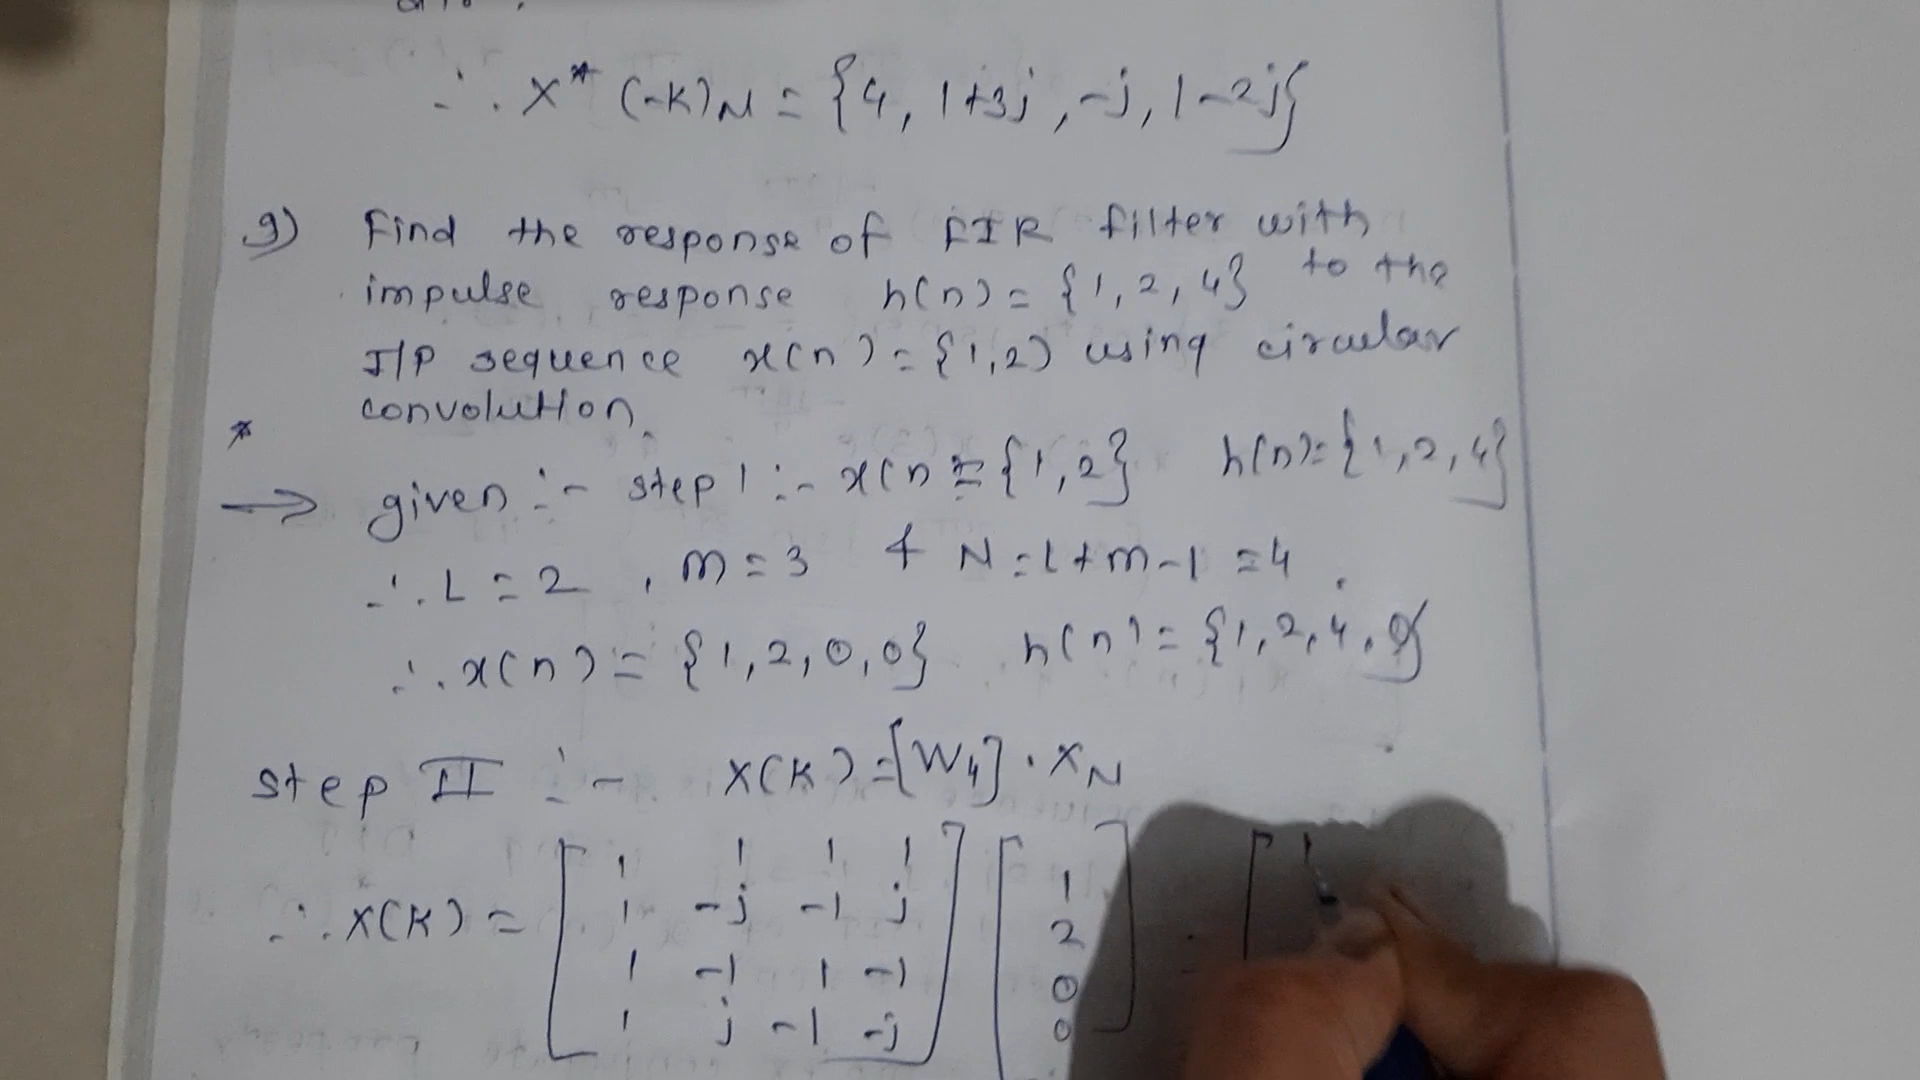 ∴ X* (-K)N = {4, 1+3j, -j, 1-2j}
9) Find the response of FIR filter with
impulse response h(n) = {1, 2, 4} to the
I/P sequence x(n) = {1,2} using circular
convolution.
*
→ given :- step 1 :- x(n) = {1,2} h(n) = {1,2,4}
∴ L = 2, m = 3 & N = L+m-1 = 4.
∴ x(n) = {1,2,0,0} h(n) = {1,2,4,0}
step II :- X(K) = [W4] · XN
∴ X(K) = [ 1 1 1 1 ] [ 1 ] = [ 1
1 -j -1 j 2
1 -1 1 -1 0
1 j -1 -j 0